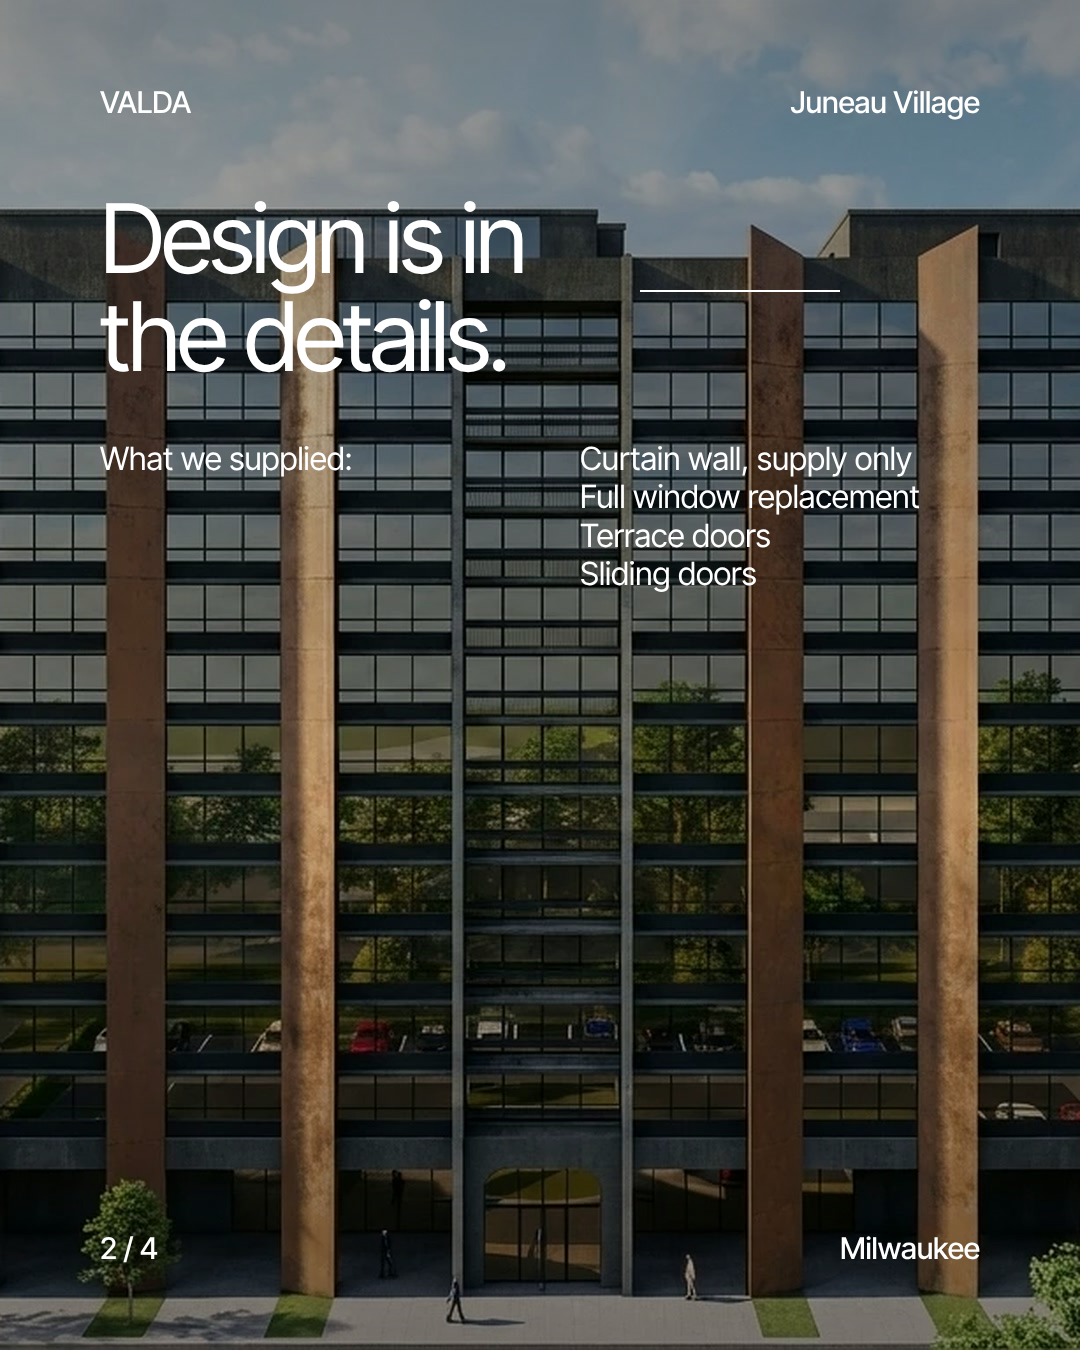 VALDA
Juneau Village
Design is in
the details.
What we supplied:
Curtain wall, supply only
Full window replacement
Terrace doors
Sliding doors
2 / 4
Milwaukee